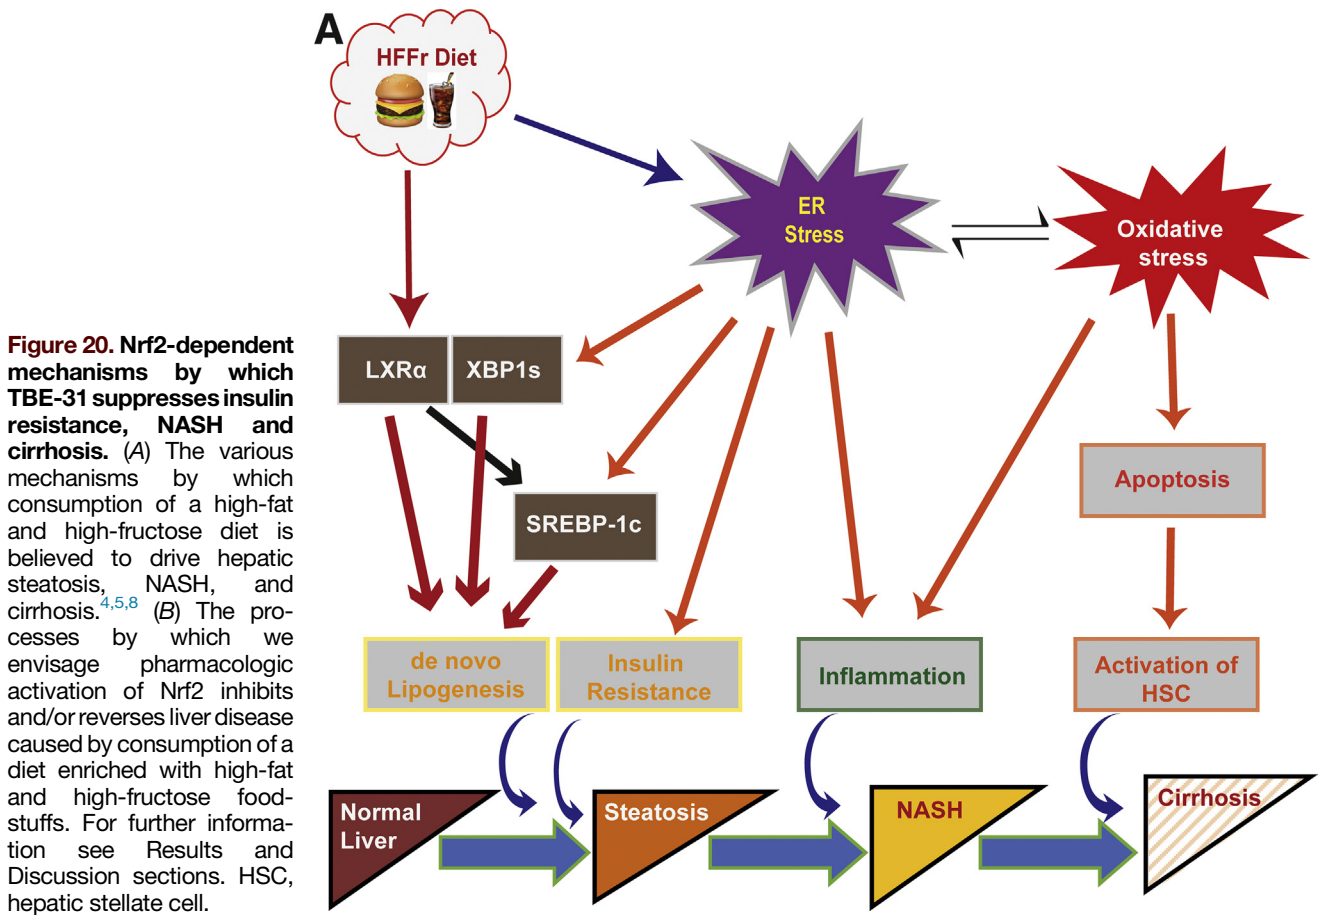 Figure 20. Nrf2-dependent
mechanisms by which
TBE-31 suppresses insulin
resistance, NASH and
cirrhosis. (A) The various
mechanisms by which
consumption of a high-fat
and high-fructose diet is
believed to drive hepatic
steatosis, NASH, and
cirrhosis.4,5,8 (B) The pro-
cesses by which we
envisage pharmacologic
activation of Nrf2 inhibits
and/or reverses liver disease
caused by consumption of a
diet enriched with high-fat
and high-fructose food-
stuffs. For further informa-
tion see Results and
Discussion sections. HSC,
hepatic stellate cell.
A
HFFr Diet
ER
Stress
Oxidative
stress
LXRα
XBP1s
SREBP-1c
Apoptosis
de novo
Lipogenesis
Insulin
Resistance
Inflammation
Activation of
HSC
Normal
Liver
Steatosis
NASH
Cirrhosis